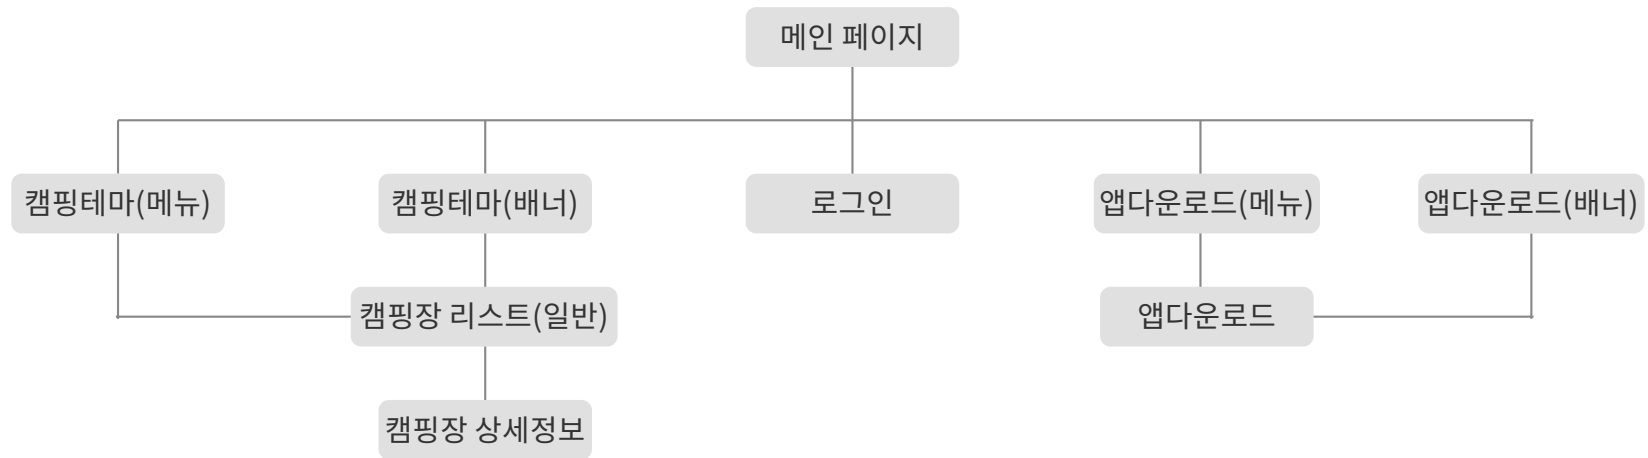 메인 페이지
캠핑테마(메뉴)
캠핑테마(배너)
로그인
앱다운로드(메뉴)
앱다운로드(배너)
캠핑장 리스트(일반)
앱다운로드
캠핑장 상세정보